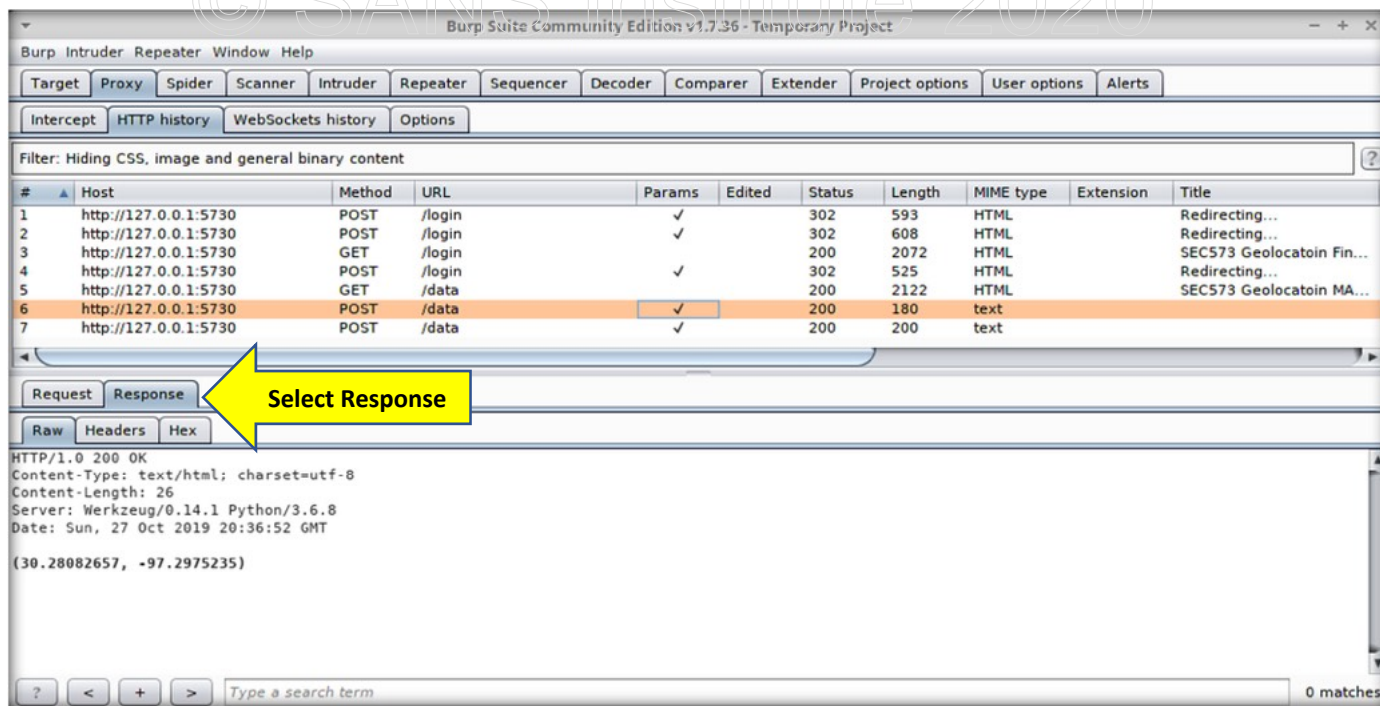 © SANS Institute 2020
Burp Suite Community Edition v1.7.36 - Temporary Project
Burp Intruder Repeater Window Help
Target Proxy Spider Scanner Intruder Repeater Sequencer Decoder Comparer Extender Project options User options Alerts
Intercept HTTP history WebSockets history Options
Filter: Hiding CSS, image and general binary content ?
# Host Method URL Params Edited Status Length MIME type Extension Title
1 http://127.0.0.1:5730 POST /login ✓ 302 593 HTML Redirecting...
2 http://127.0.0.1:5730 POST /login ✓ 302 608 HTML Redirecting...
3 http://127.0.0.1:5730 GET /login 200 2072 HTML SEC573 Geolocatoin Fin...
4 http://127.0.0.1:5730 POST /login ✓ 302 525 HTML Redirecting...
5 http://127.0.0.1:5730 GET /data 200 2122 HTML SEC573 Geolocatoin MA...
6 http://127.0.0.1:5730 POST /data ✓ 200 180 text
7 http://127.0.0.1:5730 POST /data ✓ 200 200 text
Request Response Select Response
Raw Headers Hex
HTTP/1.0 200 OK
Content-Type: text/html; charset=utf-8
Content-Length: 26
Server: Werkzeug/0.14.1 Python/3.6.8
Date: Sun, 27 Oct 2019 20:36:52 GMT
(30.28082657, -97.2975235)
? < + > Type a search term 0 matches